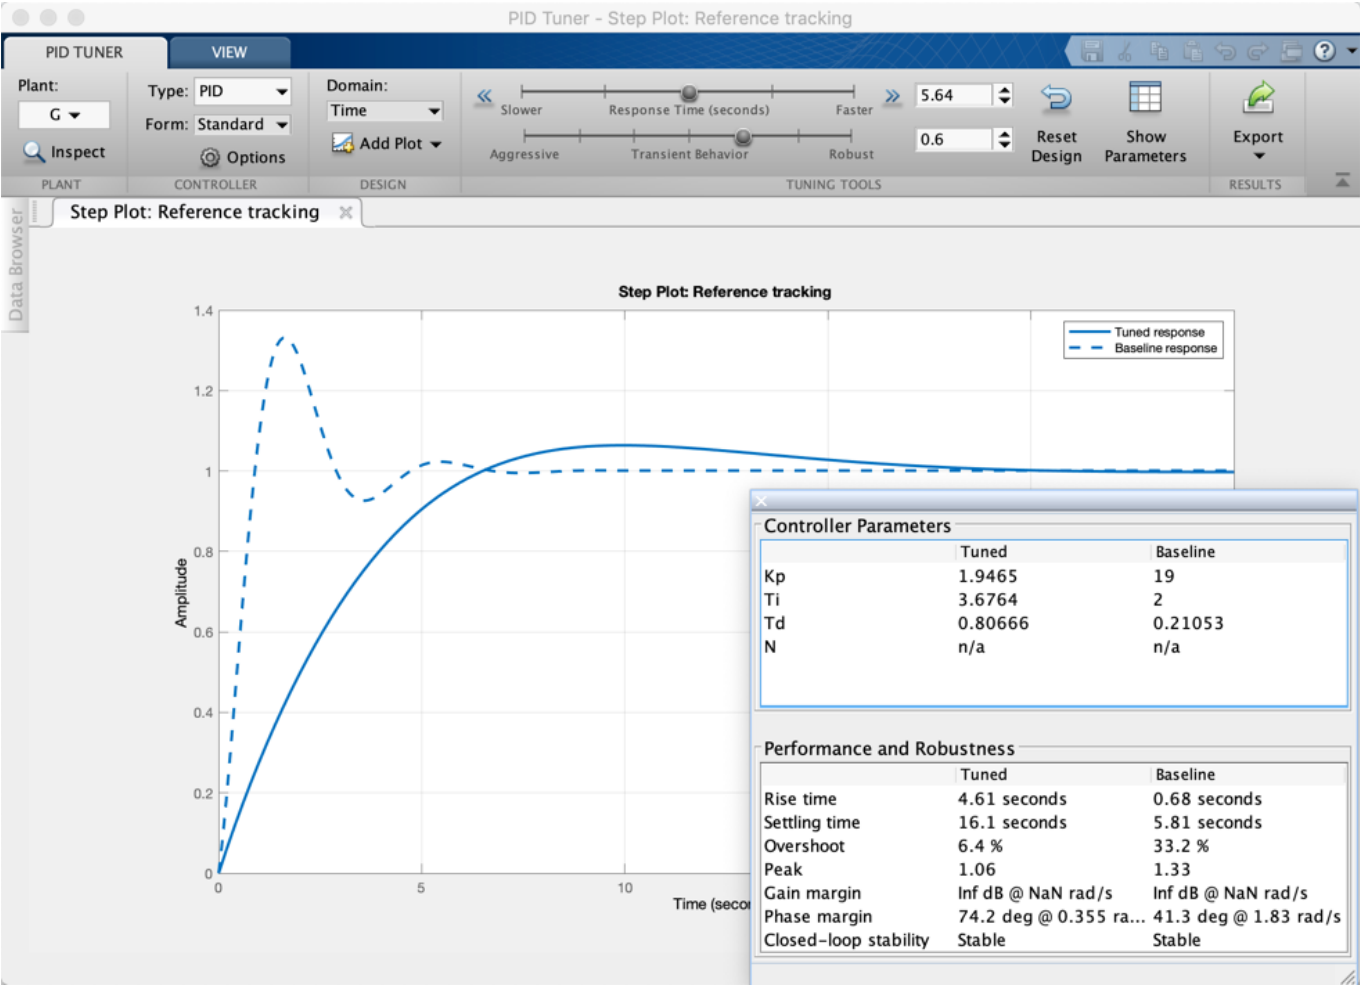 PID Tuner - Step Plot: Reference tracking
PID TUNER VIEW
Plant: Type: PID Domain: Slower Response Time (seconds) Faster 5.64
G Form: Standard Time Aggressive Transient Behavior Robust 0.6
Inspect Options Add Plot Reset Design Show Parameters Export
PLANT CONTROLLER DESIGN TUNING TOOLS RESULTS
Data Browser
Step Plot: Reference tracking
Step Plot: Reference tracking
Tuned response
Baseline response
1.4
1.2
1
0.8
0.6
0.4
0.2
0
Amplitude
0 5 10
Time (secon
Controller Parameters
Tuned Baseline
Kp 1.9465 19
Ti 3.6764 2
Td 0.80666 0.21053
N n/a n/a
Performance and Robustness
Tuned Baseline
Rise time 4.61 seconds 0.68 seconds
Settling time 16.1 seconds 5.81 seconds
Overshoot 6.4 % 33.2 %
Peak 1.06 1.33
Gain margin Inf dB @ NaN rad/s Inf dB @ NaN rad/s
Phase margin 74.2 deg @ 0.355 ra... 41.3 deg @ 1.83 rad/s
Closed-loop stability Stable Stable